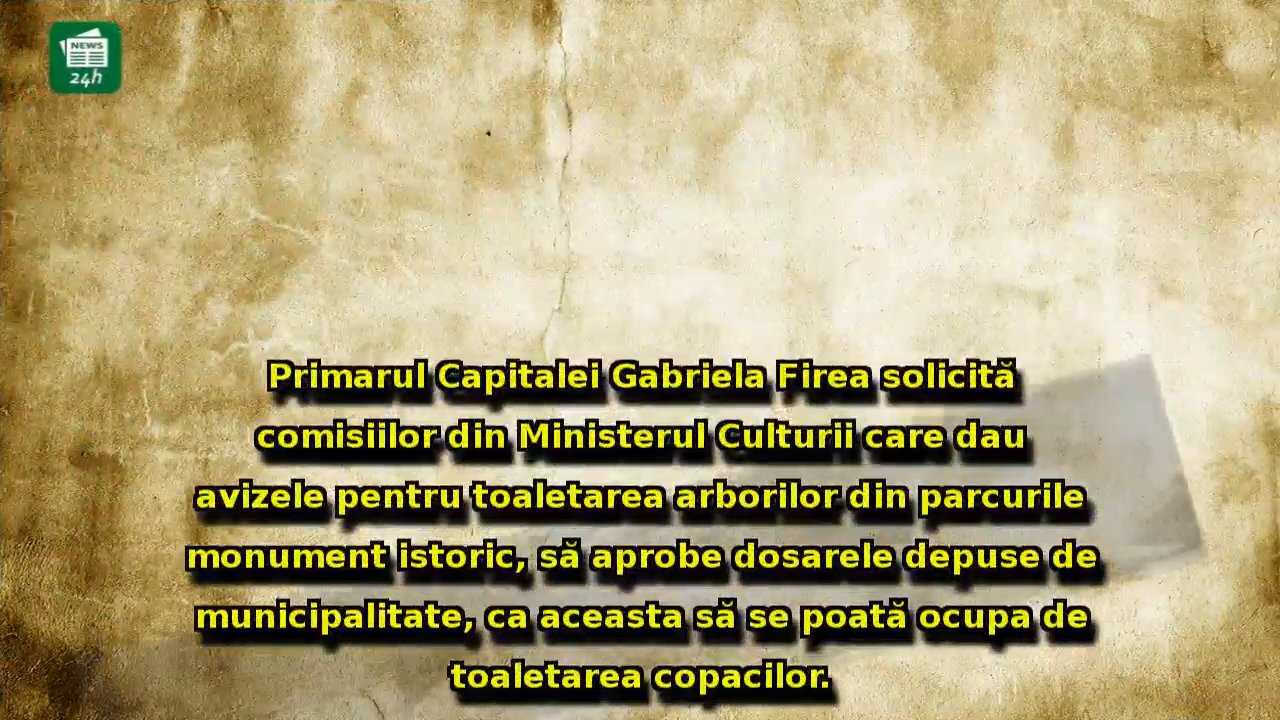 NEWS
24h
Primarul Capitalei Gabriela Firea solicită
comisiilor din Ministerul Culturii care dau
avizele pentru toaletarea arborilor din parcurile
monument istoric, să aprobe dosarele depuse de
municipalitate, ca aceasta să se poată ocupa de
toaletarea copacilor.